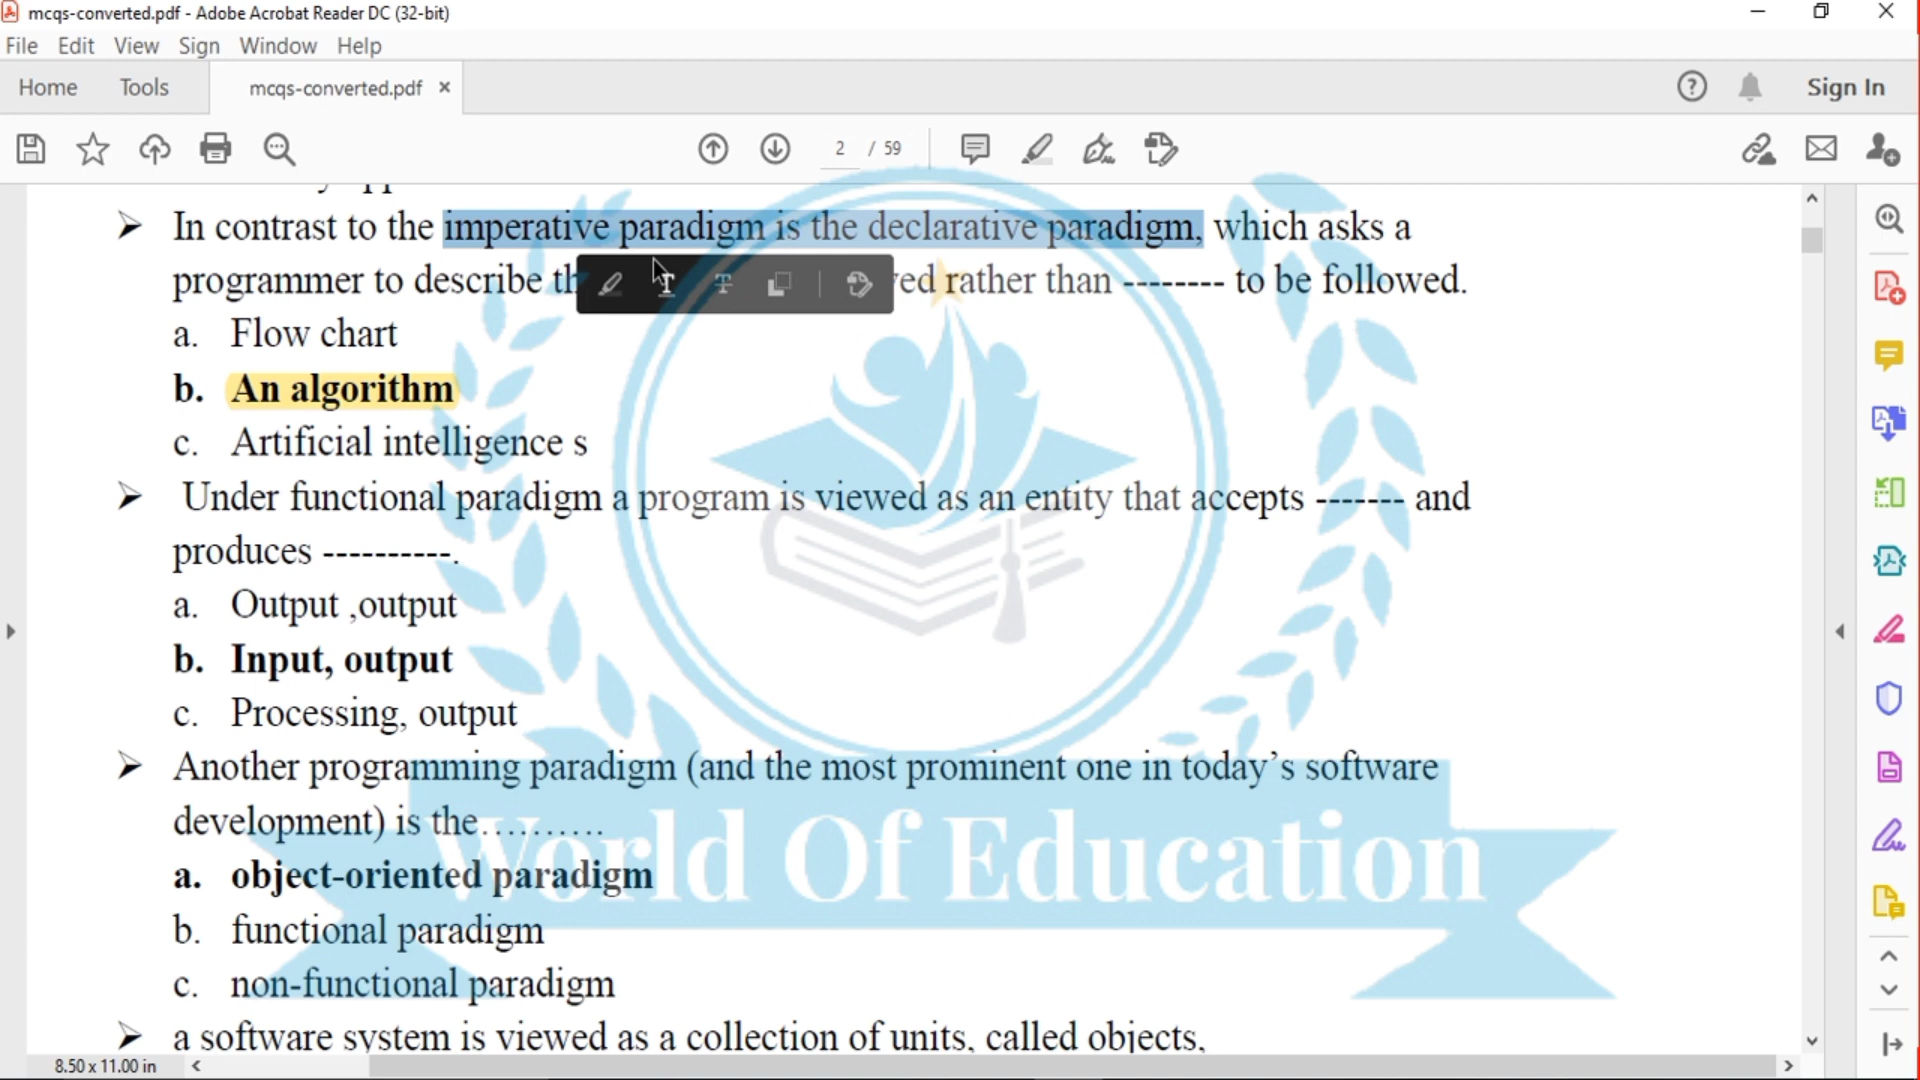 mcqs-converted.pdf - Adobe Acrobat Reader DC (32-bit)
File Edit View Sign Window Help
Home Tools mcqs-converted.pdf × Sign In
2 / 59
➢ In contrast to the imperative paradigm is the declarative paradigm, which asks a
programmer to describe th ved rather than -------- to be followed.
a. Flow chart
b. An algorithm
c. Artificial intelligence s
➢ Under functional paradigm a program is viewed as an entity that accepts ------- and
produces ----------.
a. Output ,output
b. Input, output
c. Processing, output
➢ Another programming paradigm (and the most prominent one in today’s software
development) is the……….
a. object-oriented paradigm
b. functional paradigm
c. non-functional paradigm
➢ a software system is viewed as a collection of units, called objects,
World Of Education
8.50 x 11.00 in